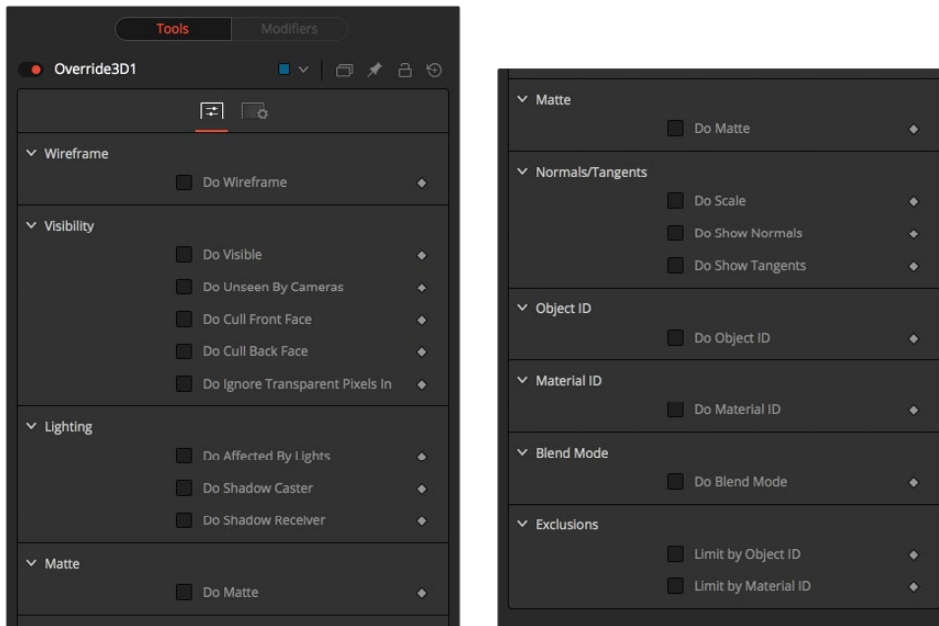 Tools Modifiers
Override3D1
Wireframe
Do Wireframe
Visibility
Do Visible
Do Unseen By Cameras
Do Cull Front Face
Do Cull Back Face
Do Ignore Transparent Pixels In
Lighting
Do Affected By Lights
Do Shadow Caster
Do Shadow Receiver
Matte
Do Matte
Matte
Do Matte
Normals/Tangents
Do Scale
Do Show Normals
Do Show Tangents
Object ID
Do Object ID
Material ID
Do Material ID
Blend Mode
Do Blend Mode
Exclusions
Limit by Object ID
Limit by Material ID